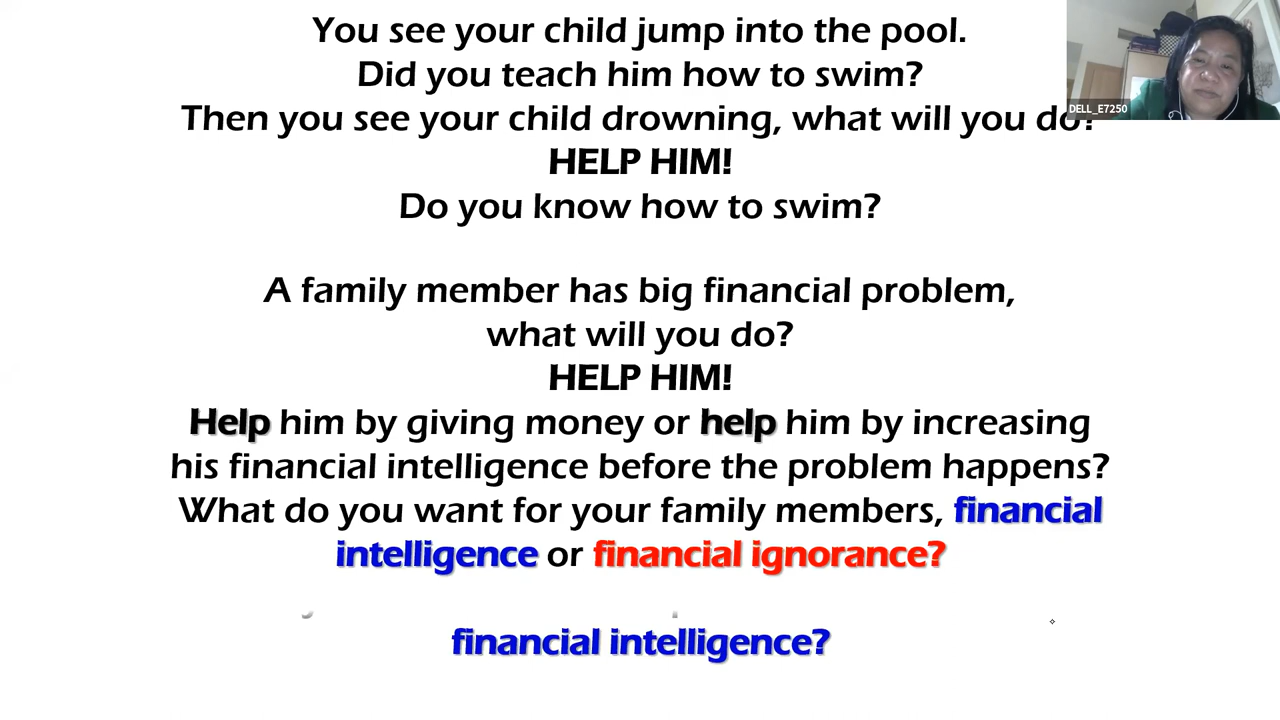 You see your child jump into the pool.
Did you teach him how to swim?
Then you see your child drowning, what will you do?
DELL_E7250
HELP HIM!
Do you know how to swim?
A family member has big financial problem,
what will you do?
HELP HIM!
Help him by giving money or help him by increasing
his financial intelligence before the problem happens?
What do you want for your family members, financial
intelligence or financial ignorance?
financial intelligence?